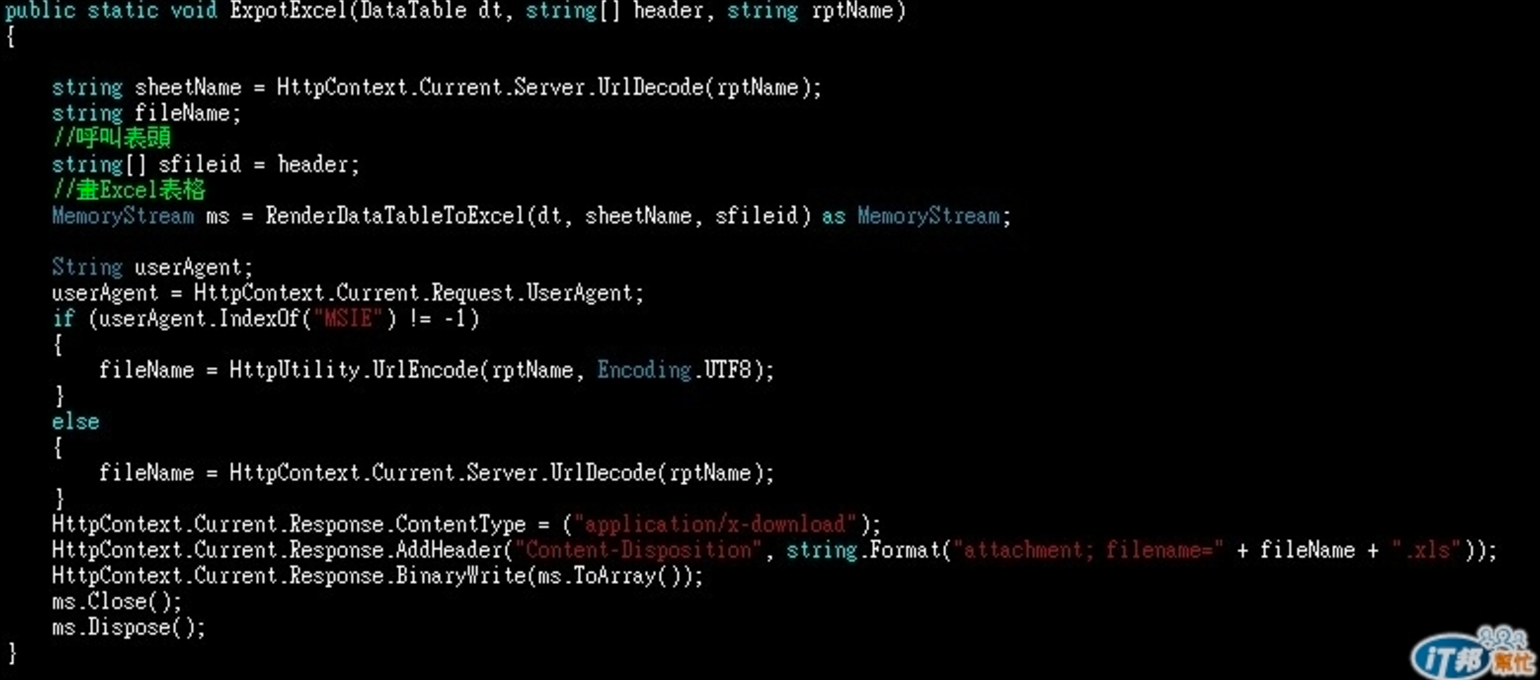 public static void ExpotExcel(DataTable dt, string[] header, string rptName)
{
string sheetName = HttpContext.Current.Server.UrlDecode(rptName);
string fileName;
//呼叫表頭
string[] sfileid = header;
//畫Excel表格
MemoryStream ms = RenderDataTableToExcel(dt, sheetName, sfileid) as MemoryStream;
String userAgent;
userAgent = HttpContext.Current.Request.UserAgent;
if (userAgent.IndexOf("MSIE") != -1)
{
fileName = HttpUtility.UrlEncode(rptName, Encoding.UTF8);
}
else
{
fileName = HttpContext.Current.Server.UrlDecode(rptName);
}
HttpContext.Current.Response.ContentType = ("application/x-download");
HttpContext.Current.Response.AddHeader("Content-Disposition", string.Format("attachment; filename=" + fileName + ".xls"));
HttpContext.Current.Response.BinaryWrite(ms.ToArray());
ms.Close();
ms.Dispose();
}
iT邦幫忙